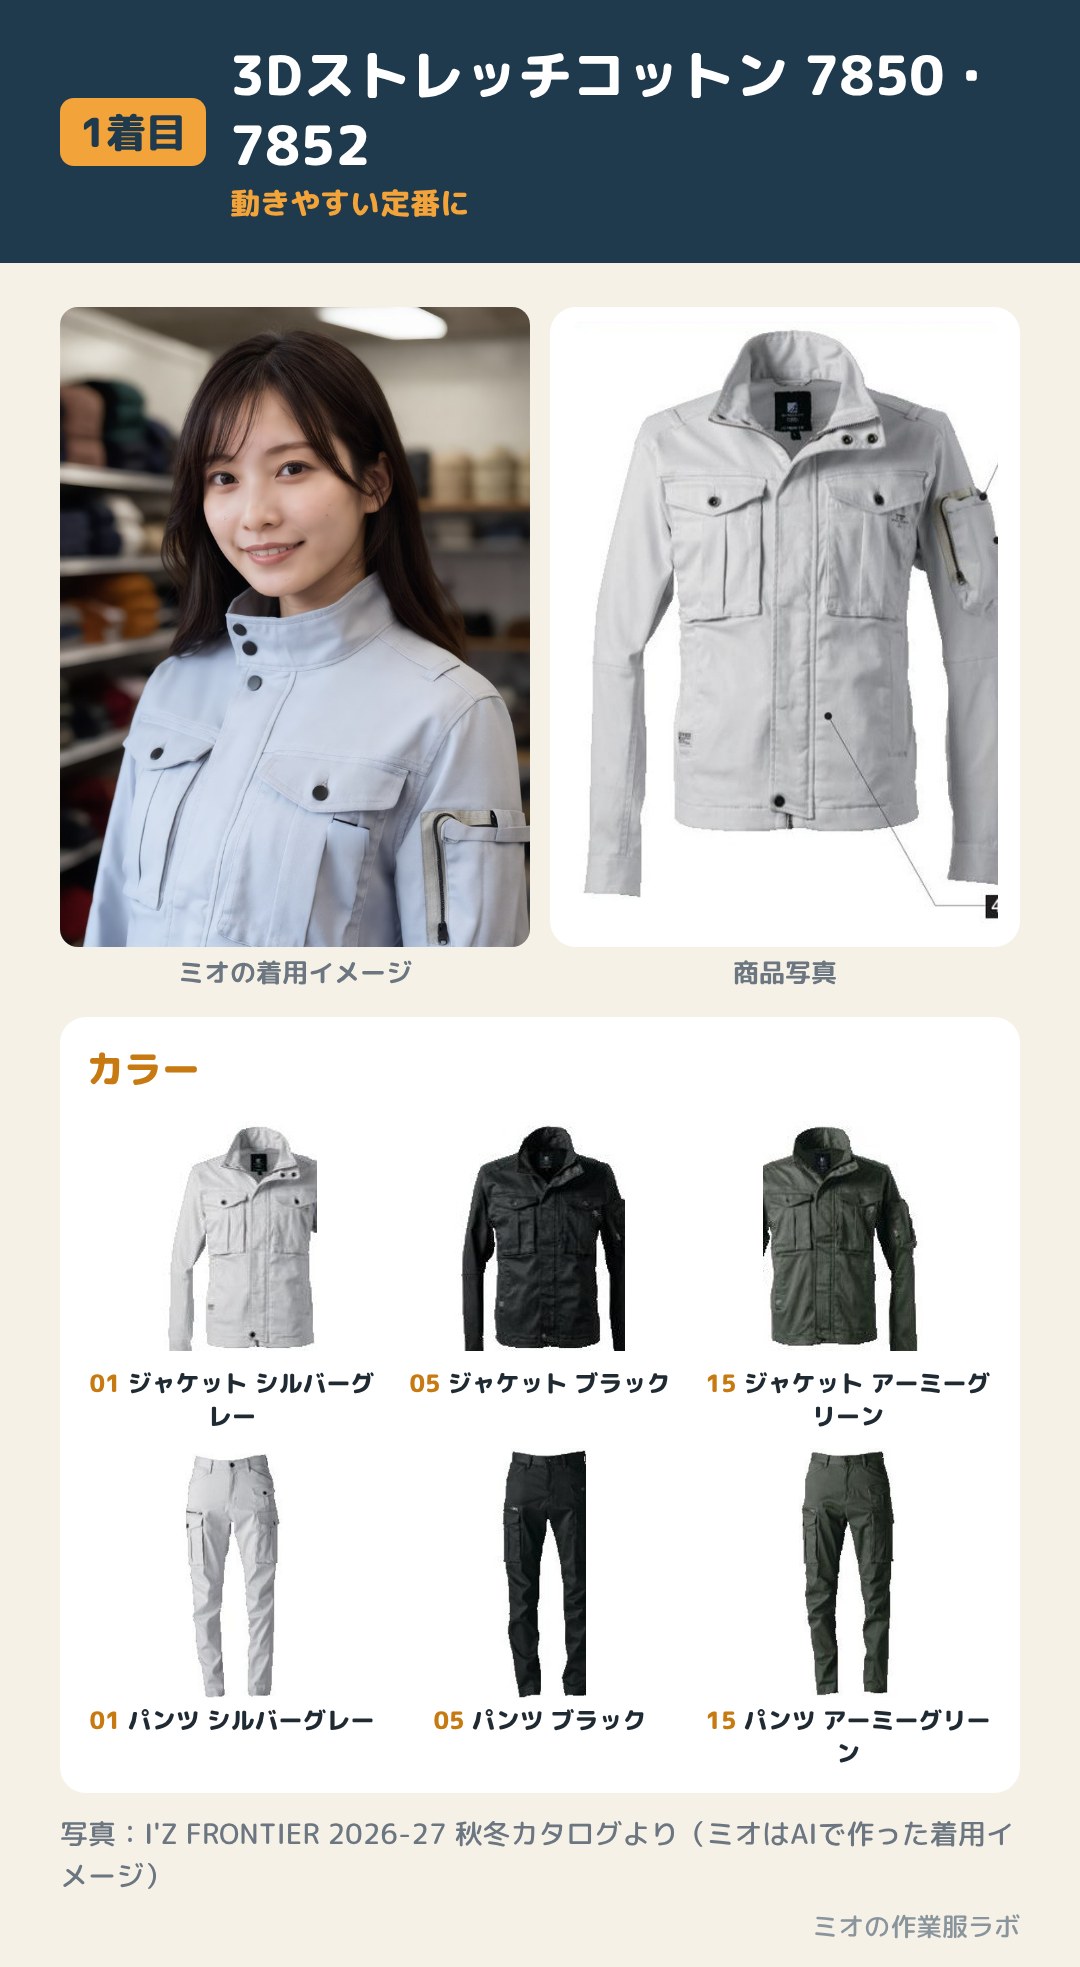 1着目
3Dストレッチコットン 7850・
7852
動きやすい定番に
4
ミオの着用イメージ
商品写真
カラー
01 ジャケット シルバーグ
レー
05 ジャケット ブラック
15 ジャケット アーミーグ
リーン
01 パンツ シルバーグレー
05 パンツ ブラック
15 パンツ アーミーグリー
ン
写真：I'Z FRONTIER 2026-27 秋冬カタログより（ミオはAIで作った着用イ
メージ）
ミオの作業服ラボ